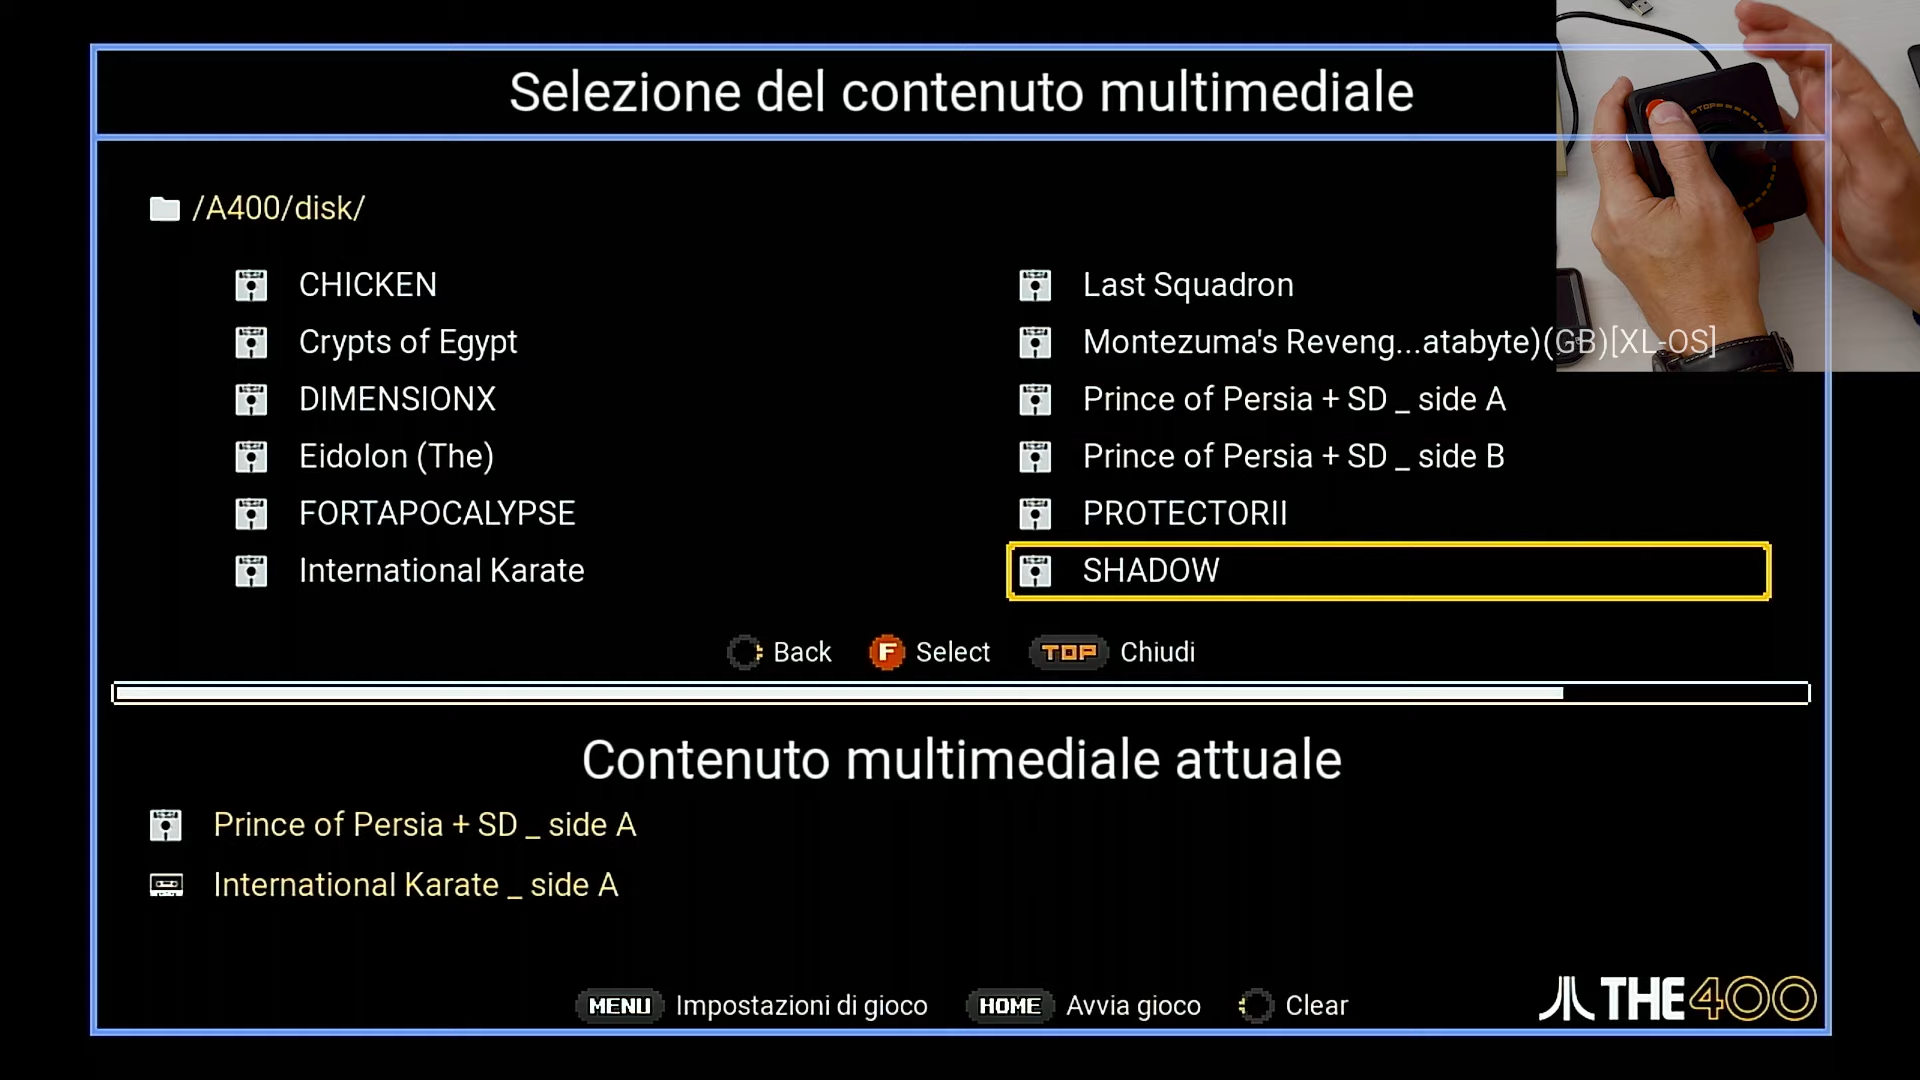 Selezione del contenuto multimediale
TOP
/A400/disk/
CHICKEN
Crypts of Egypt
DIMENSIONX
Eidolon (The)
FORTAPOCALYPSE
International Karate
Last Squadron
Montezuma's Reveng...atabyte)(GB)[XL-OS]
Prince of Persia + SD _ side A
Prince of Persia + SD _ side B
PROTECTORII
SHADOW
Back F Select TOP Chiudi
Contenuto multimediale attuale
Prince of Persia + SD _ side A
International Karate _ side A
MENU Impostazioni di gioco HOME Avvia gioco Clear
THE400